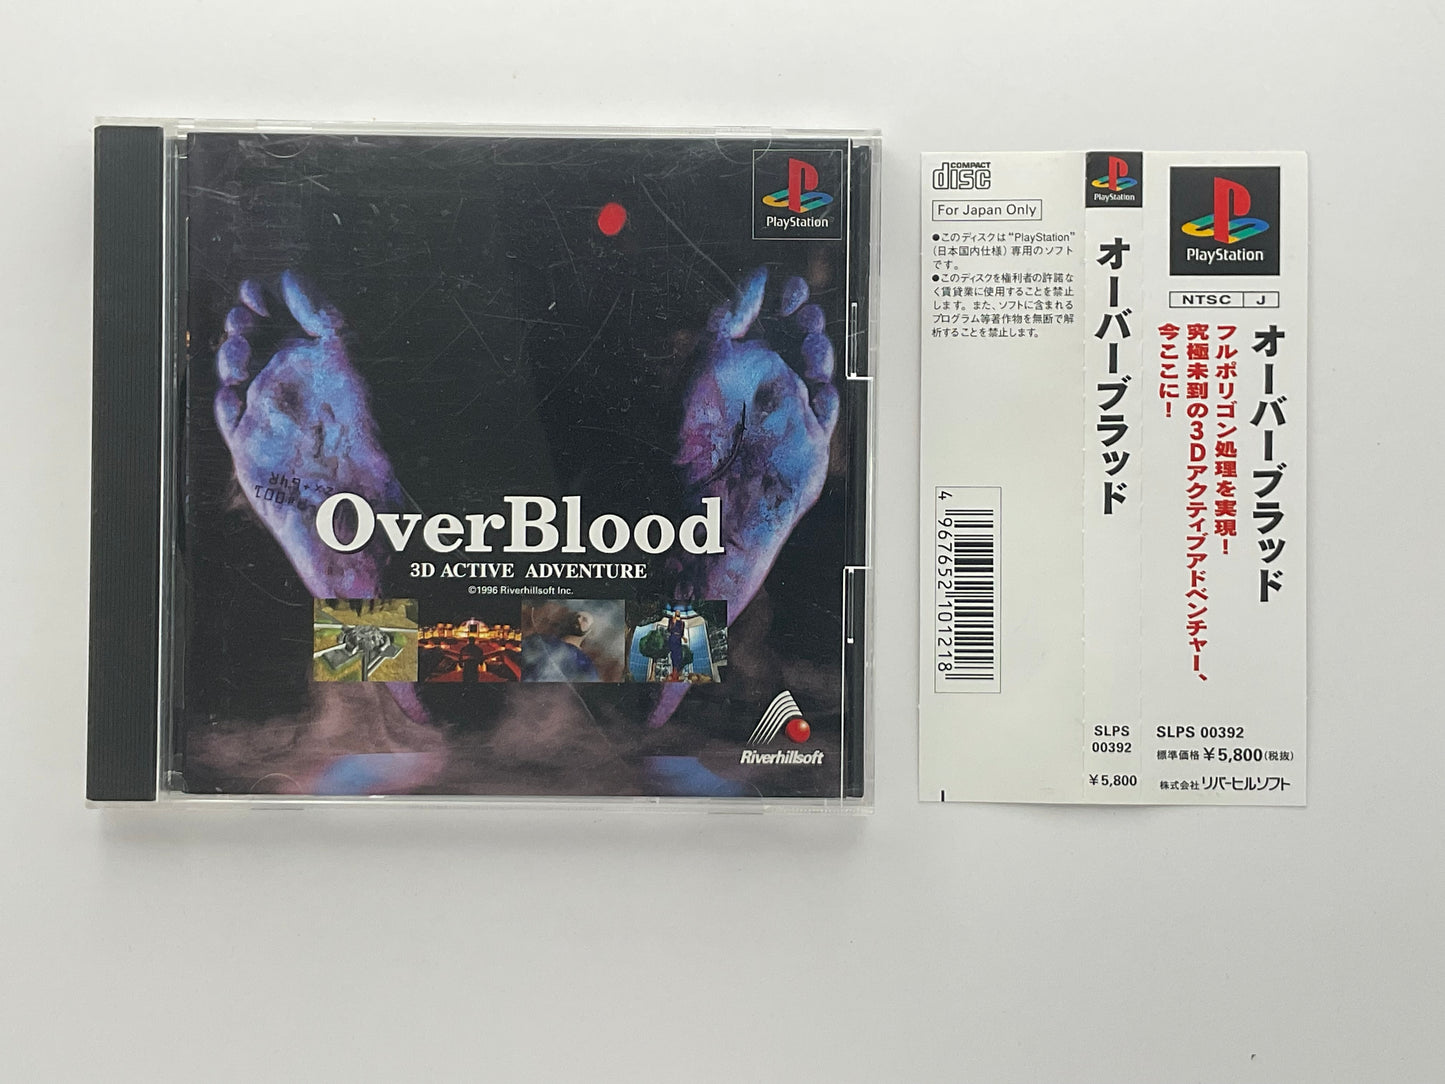 PlayStation
OverBlood
3D ACTIVE ADVENTURE
©1996 Riverhillsoft Inc.
Riverhillsoft
COMPACT
disc
For Japan Only
●このディスクは“PlayStation”
(日本国内仕様)専用のソフト
です。
●このディスクを権利者の許諾な
く賃貸業に使用することを禁止
します。また、ソフトに含まれる
プログラム等著作物を無断で解
析することを禁止します。
4 967652 101218
PlayStation
オーバーブラッド
SLPS
00392
¥5,800
PlayStation
NTSC J
オーバーブラッド
フルポリゴン処理を実現!
究極未到の3Dアクティブアドベンチャー、
今ここに!
SLPS 00392
標準価格 ¥5,800(税抜)
株式会社 リバーヒルソフト